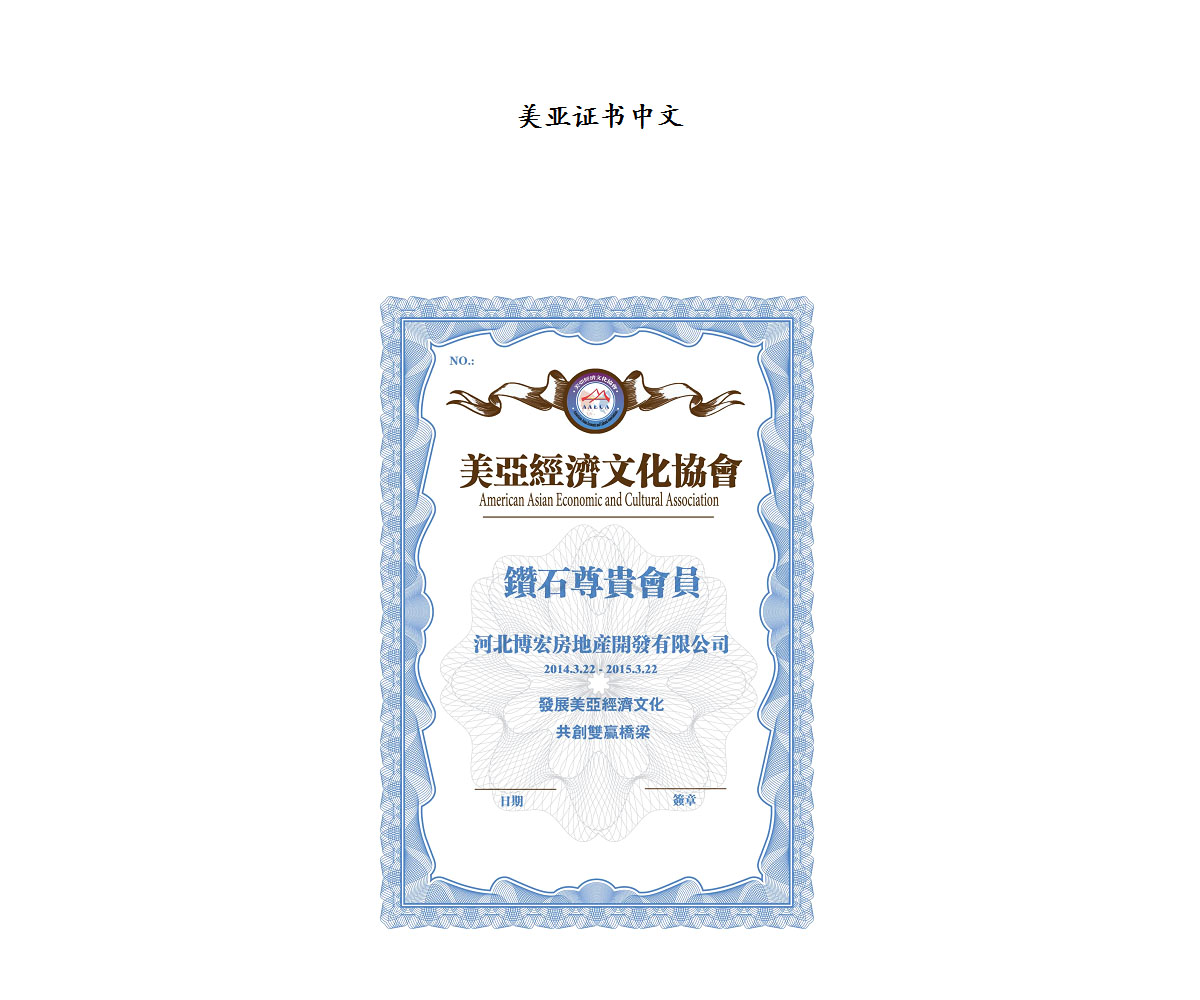 美亚证书中文
NO.:
美亞經濟文化協會
AAECA
美亞經濟文化協會
American Asian Economic and Cultural Association
鑽石尊貴會員
河北博宏房地産開發有限公司
2014.3.22 - 2015.3.22
發展美亞經濟文化
共創雙贏橋梁
日期
簽章